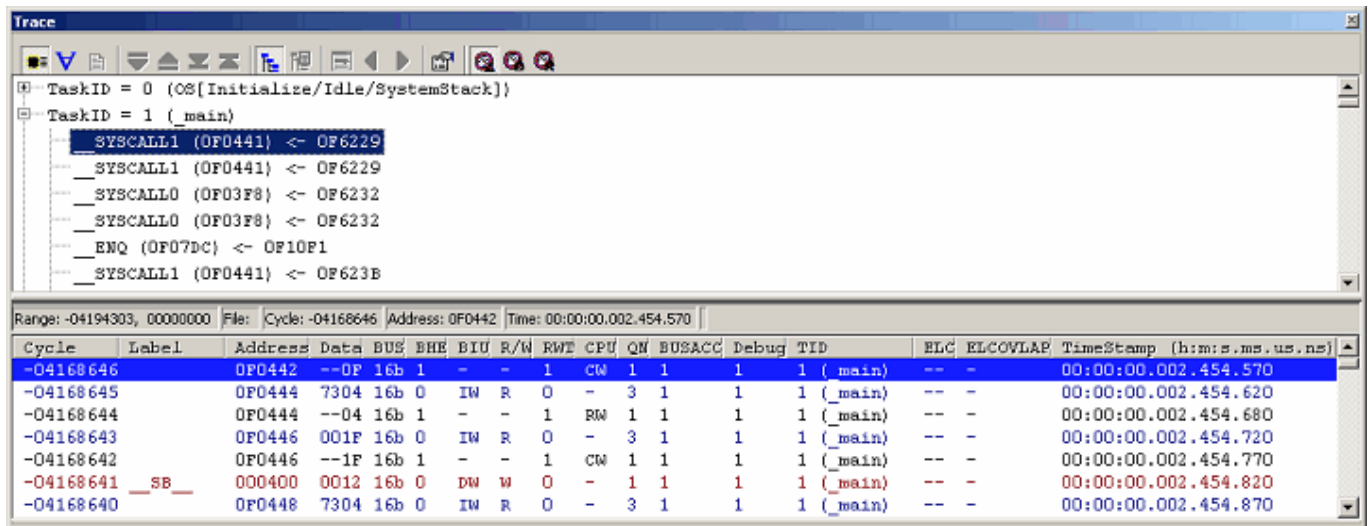 Trace
TaskID = 0 (OS[Initialize/Idle/SystemStack])
TaskID = 1 (_main)
__SYSCALL1 (0F0441) <- 0F6229
__SYSCALL1 (0F0441) <- 0F6229
__SYSCALL0 (0F03F8) <- 0F6232
__SYSCALL0 (0F03F8) <- 0F6232
__ENQ (0F07DC) <- 0F10F1
__SYSCALL1 (0F0441) <- 0F623B
Range: -04194303, 00000000 File: Cycle: -04168646 Address: 0F0442 Time: 00:00:00.002.454.570
Cycle Label Address Data BUS BHE BIU R/W RWT CPU QN BUSACC Debug TID ELC ELCOVLAP TimeStamp (h:m:s.ms.us.ns)
-04168646 0F0442 --0F 16b 1 - - 1 CW 1 1 1 1 (_main) -- - 00:00:00.002.454.570
-04168645 0F0444 7304 16b 0 IW R 0 - 3 1 1 1 (_main) -- - 00:00:00.002.454.620
-04168644 0F0444 --04 16b 1 - - 1 RW 1 1 1 1 (_main) -- - 00:00:00.002.454.680
-04168643 0F0446 001F 16b 0 IW R 0 - 3 1 1 1 (_main) -- - 00:00:00.002.454.720
-04168642 0F0446 --1F 16b 1 - - 1 CW 1 1 1 1 (_main) -- - 00:00:00.002.454.770
-04168641 __SB__ 000400 0012 16b 0 DW W 0 - 1 1 1 1 (_main) -- - 00:00:00.002.454.820
-04168640 0F0448 7304 16b 0 IW R 0 - 3 1 1 1 (_main) -- - 00:00:00.002.454.870